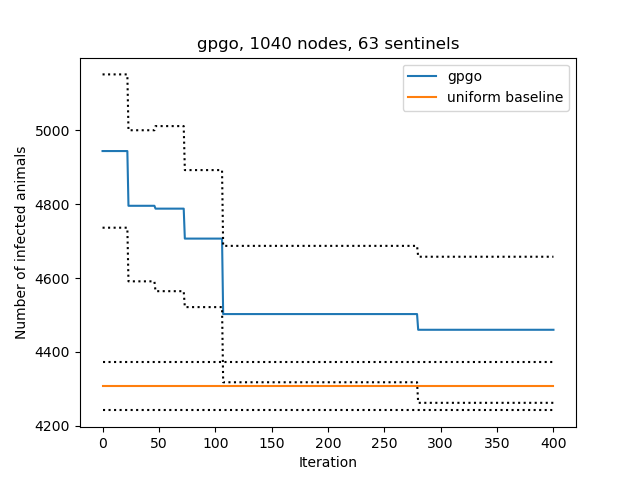 gpgo, 1040 nodes, 63 sentinels
gpgo
uniform baseline
Number of infected animals
5000
4800
4600
4400
4200
0 50 100 150 200 250 300 350 400
Iteration